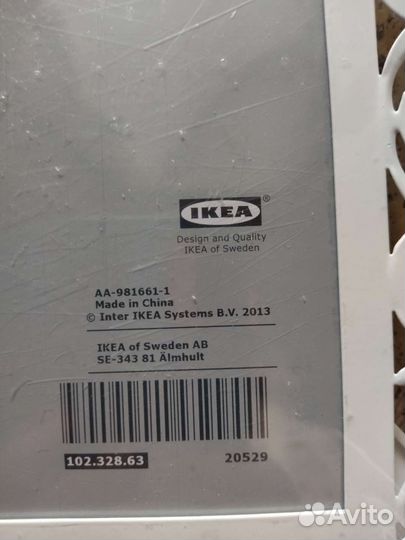 IKEA®
Design and Quality
IKEA of Sweden
AA-981661-1
Made in China
© Inter IKEA Systems B.V. 2013
IKEA of Sweden AB
SE-343 81 Älmhult
102.328.63
20529
Avito